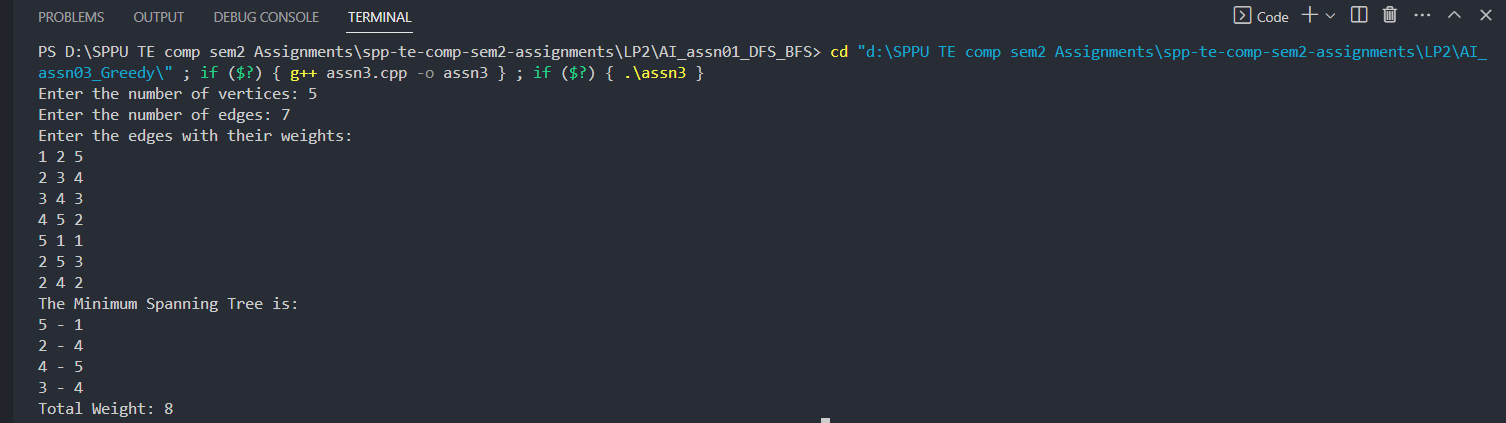 PROBLEMS OUTPUT DEBUG CONSOLE TERMINAL Code
PS D:\SPPU TE comp sem2 Assignments\spp-te-comp-sem2-assignments\LP2\AI_assn01_DFS_BFS> cd "d:\SPPU TE comp sem2 Assignments\spp-te-comp-sem2-assignments\LP2\AI_
assn03_Greedy\" ; if ($?) { g++ assn3.cpp -o assn3 } ; if ($?) { .\assn3 }
Enter the number of vertices: 5
Enter the number of edges: 7
Enter the edges with their weights:
1 2 5
2 3 4
3 4 3
4 5 2
5 1 1
2 5 3
2 4 2
The Minimum Spanning Tree is:
5 - 1
2 - 4
4 - 5
3 - 4
Total Weight: 8